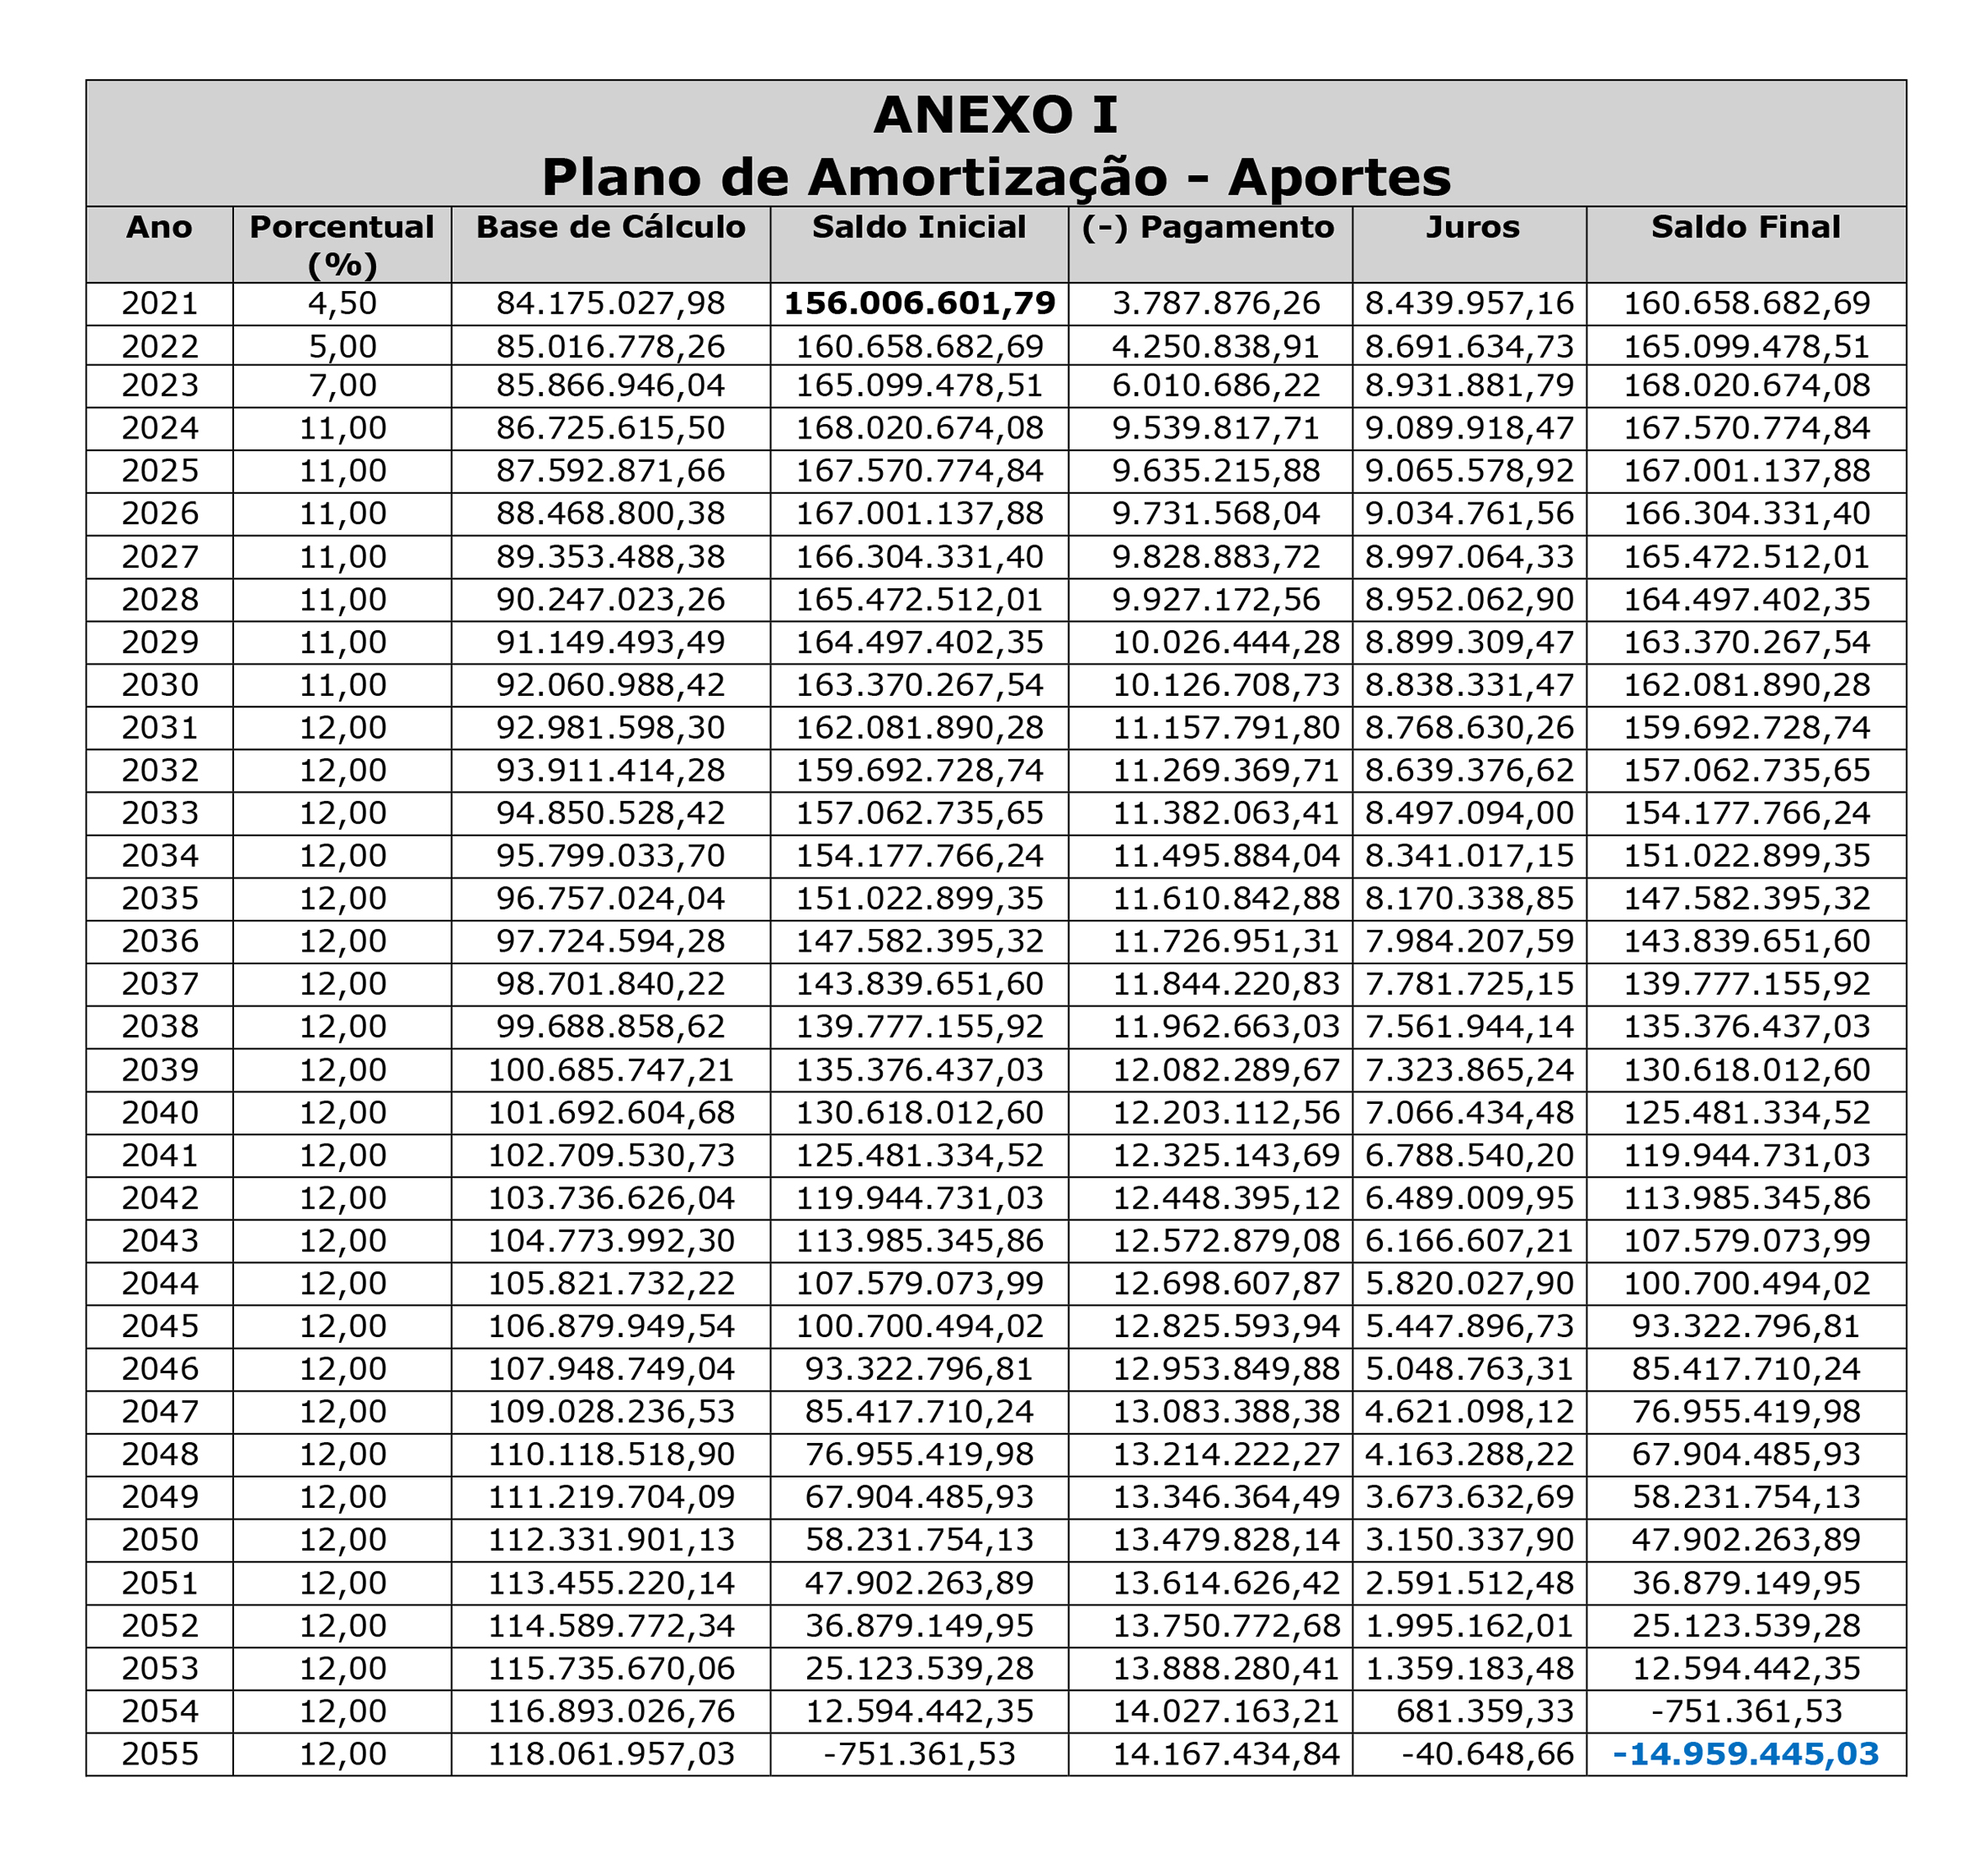 ANEXO I
Plano de Amortização - Aportes
Ano Porcentual (%) Base de Cálculo Saldo Inicial (-) Pagamento Juros Saldo Final
2021 4,50 84.175.027,98 156.006.601,79 3.787.876,26 8.439.957,16 160.658.682,69
2022 5,00 85.016.778,26 160.658.682,69 4.250.838,91 8.691.634,73 165.099.478,51
2023 7,00 85.866.946,04 165.099.478,51 6.010.686,22 8.931.881,79 168.020.674,08
2024 11,00 86.725.615,50 168.020.674,08 9.539.817,71 9.089.918,47 167.570.774,84
2025 11,00 87.592.871,66 167.570.774,84 9.635.215,88 9.065.578,92 167.001.137,88
2026 11,00 88.468.800,38 167.001.137,88 9.731.568,04 9.034.761,56 166.304.331,40
2027 11,00 89.353.488,38 166.304.331,40 9.828.883,72 8.997.064,33 165.472.512,01
2028 11,00 90.247.023,26 165.472.512,01 9.927.172,56 8.952.062,90 164.497.402,35
2029 11,00 91.149.493,49 164.497.402,35 10.026.444,28 8.899.309,47 163.370.267,54
2030 11,00 92.060.988,42 163.370.267,54 10.126.708,73 8.838.331,47 162.081.890,28
2031 12,00 92.981.598,30 162.081.890,28 11.157.791,80 8.768.630,26 159.692.728,74
2032 12,00 93.911.414,28 159.692.728,74 11.269.369,71 8.639.376,62 157.062.735,65
2033 12,00 94.850.528,42 157.062.735,65 11.382.063,41 8.497.094,00 154.177.766,24
2034 12,00 95.799.033,70 154.177.766,24 11.495.884,04 8.341.017,15 151.022.899,35
2035 12,00 96.757.024,04 151.022.899,35 11.610.842,88 8.170.338,85 147.582.395,32
2036 12,00 97.724.594,28 147.582.395,32 11.726.951,31 7.984.207,59 143.839.651,60
2037 12,00 98.701.840,22 143.839.651,60 11.844.220,83 7.781.725,15 139.777.155,92
2038 12,00 99.688.858,62 139.777.155,92 11.962.663,03 7.561.944,14 135.376.437,03
2039 12,00 100.685.747,21 135.376.437,03 12.082.289,67 7.323.865,24 130.618.012,60
2040 12,00 101.692.604,68 130.618.012,60 12.203.112,56 7.066.434,48 125.481.334,52
2041 12,00 102.709.530,73 125.481.334,52 12.325.143,69 6.788.540,20 119.944.731,03
2042 12,00 103.736.626,04 119.944.731,03 12.448.395,12 6.489.009,95 113.985.345,86
2043 12,00 104.773.992,30 113.985.345,86 12.572.879,08 6.166.607,21 107.579.073,99
2044 12,00 105.821.732,22 107.579.073,99 12.698.607,87 5.820.027,90 100.700.494,02
2045 12,00 106.879.949,54 100.700.494,02 12.825.593,94 5.447.896,73 93.322.796,81
2046 12,00 107.948.749,04 93.322.796,81 12.953.849,88 5.048.763,31 85.417.710,24
2047 12,00 109.028.236,53 85.417.710,24 13.083.388,38 4.621.098,12 76.955.419,98
2048 12,00 110.118.518,90 76.955.419,98 13.214.222,27 4.163.288,22 67.904.485,93
2049 12,00 111.219.704,09 67.904.485,93 13.346.364,49 3.673.632,69 58.231.754,13
2050 12,00 112.331.901,13 58.231.754,13 13.479.828,14 3.150.337,90 47.902.263,89
2051 12,00 113.455.220,14 47.902.263,89 13.614.626,42 2.591.512,48 36.879.149,95
2052 12,00 114.589.772,34 36.879.149,95 13.750.772,68 1.995.162,01 25.123.539,28
2053 12,00 115.735.670,06 25.123.539,28 13.888.280,41 1.359.183,48 12.594.442,35
2054 12,00 116.893.026,76 12.594.442,35 14.027.163,21 681.359,33 -751.361,53
2055 12,00 118.061.957,03 -751.361,53 14.167.434,84 -40.648,66 -14.959.445,03